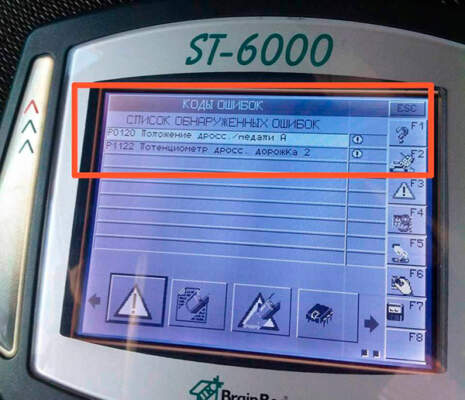 ST-6000
КОДЫ ОШИБОК
ESC
СПИСОК ОБНАРУЖЕННЫХ ОШИБОК
F1
P0120 Положение дросс./педали A
P1122 Потенциометр дросс. дорожка 2
F2
F3
F4
F5
F6
F7
F8